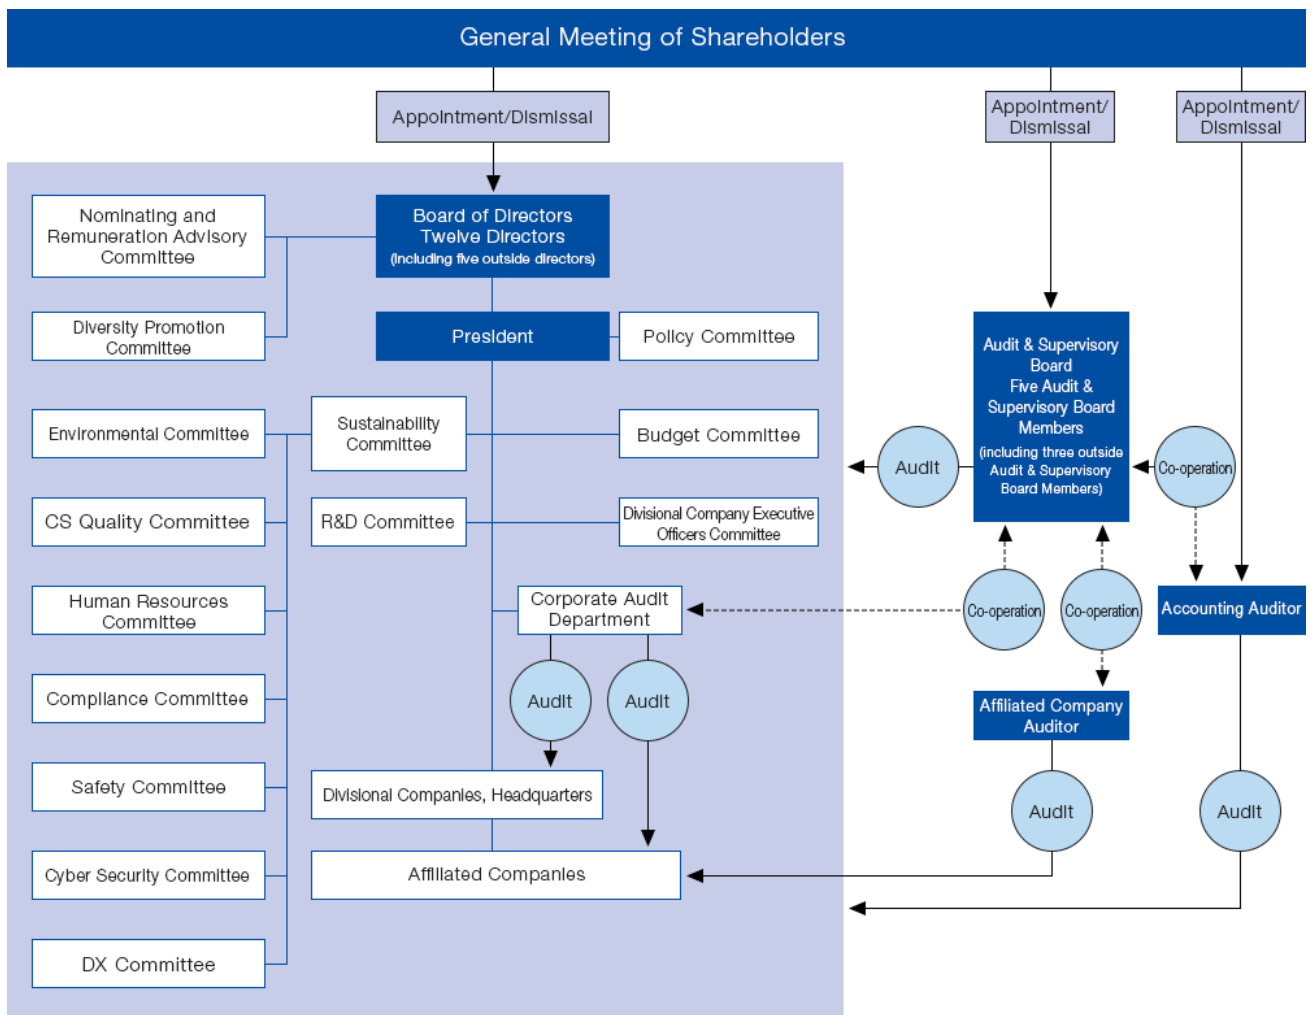 General Meeting of Shareholders
Appointment/Dismissal
Appointment/
Dismissal
Appointment/
Dismissal
Nominating and
Remuneration Advisory
Committee
Board of Directors
Twelve Directors
(including five outside directors)
Diversity Promotion
Committee
President
Policy Committee
Environmental Committee
Sustainability
Committee
Budget Committee
CS Quality Committee
R&D Committee
Divisional Company Executive
Officers Committee
Human Resources
Committee
Corporate Audit
Department
Compliance Committee
Audit
Audit
Safety Committee
Divisional Companies, Headquarters
Cyber Security Committee
Affiliated Companies
DX Committee
Audit & Supervisory
Board
Five Audit &
Supervisory Board
Members
(including three outside
Audit & Supervisory
Board Members)
Audit
Co-operation
Co-operation
Co-operation
Accounting Auditor
Affiliated Company
Auditor
Audit
Audit